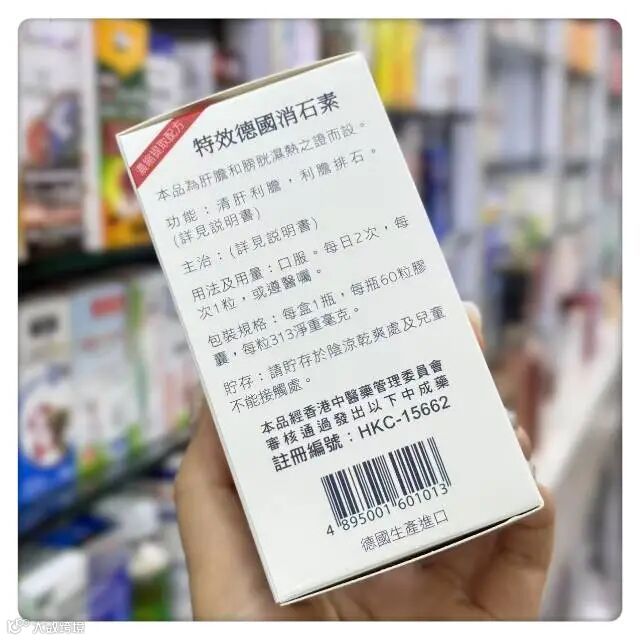 濃縮提取配方
特效德國消石素
本品為肝膽和膀胱濕熱之證而設。
功能：清肝利膽，利膽排石。
(詳見説明書)
主治：(詳見説明書)
用法及用量：口服。每日2次，每
次1粒，或遵醫囑。
包裝規格：每盒1瓶，每瓶60粒膠
囊，每粒313淨重毫克。
貯存：請貯存於陰涼乾爽處及兒童
不能接觸處。
本品經香港中醫藥管理委員會
審核通過發出以下中成藥
註冊編號：HKC-15662
4 895001 601013
德國生產進口
大數跨境